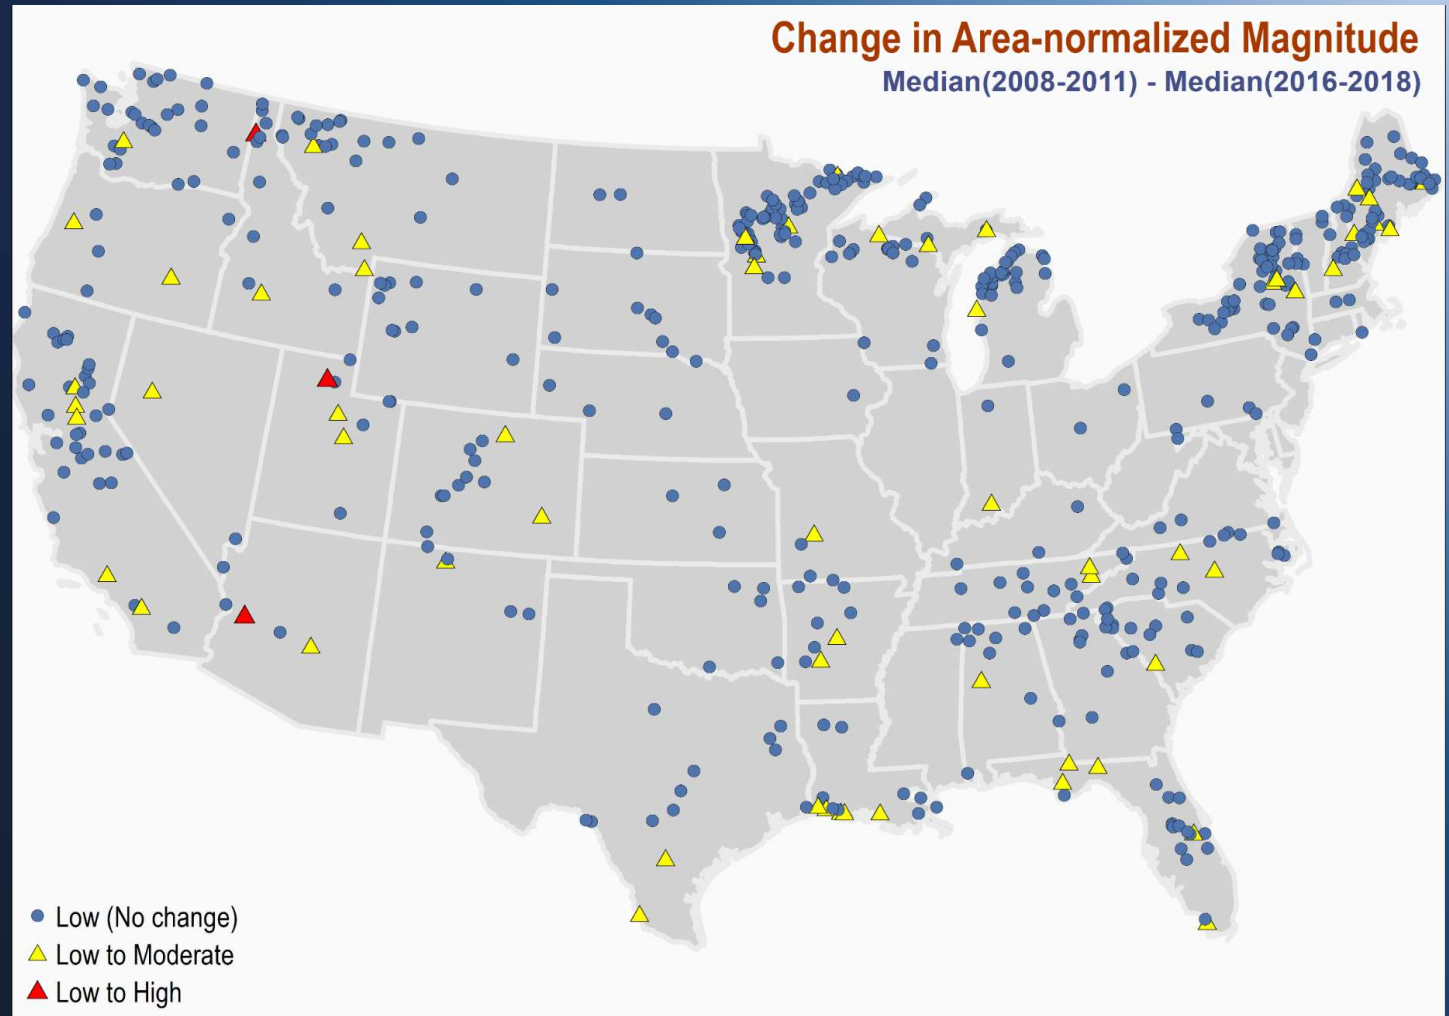 Change in Area-normalized Magnitude
Median(2008-2011) - Median(2016-2018)
Low (No change)
Low to Moderate
Low to High